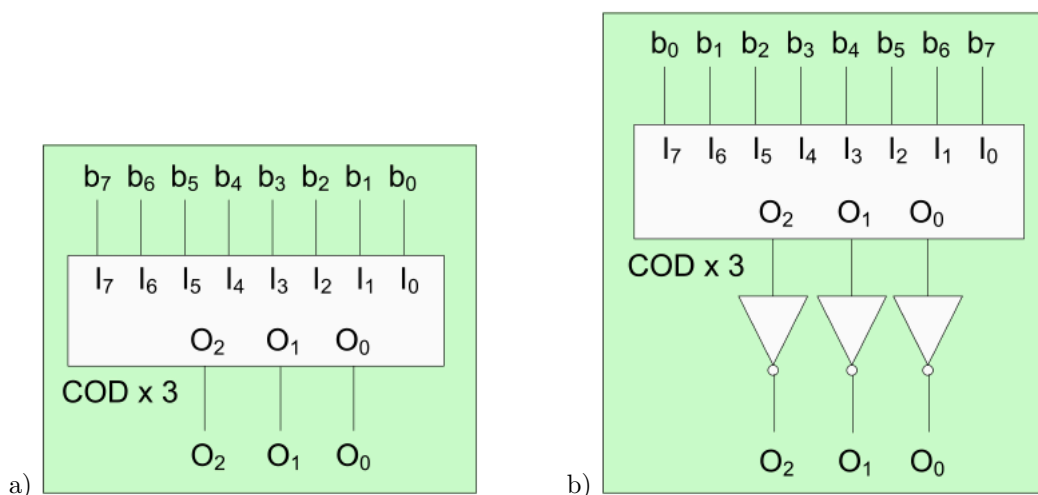 b₇ b₆ b₅ b₄ b₃ b₂ b₁ b₀
I₇ I₆ I₅ I₄ I₃ I₂ I₁ I₀
O₂ O₁ O₀
COD x 3
O₂ O₁ O₀
a)
b₀ b₁ b₂ b₃ b₄ b₅ b₆ b₇
I₇ I₆ I₅ I₄ I₃ I₂ I₁ I₀
O₂ O₁ O₀
COD x 3
O₂ O₁ O₀
b)